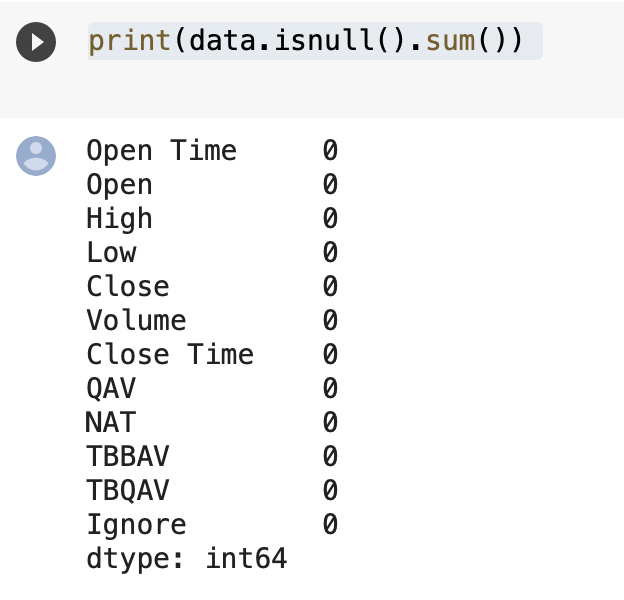 print(data.isnull().sum())
Open Time     0
Open          0
High          0
Low           0
Close         0
Volume        0
Close Time    0
QAV           0
NAT           0
TBBAV         0
TBQAV         0
Ignore        0
dtype: int64